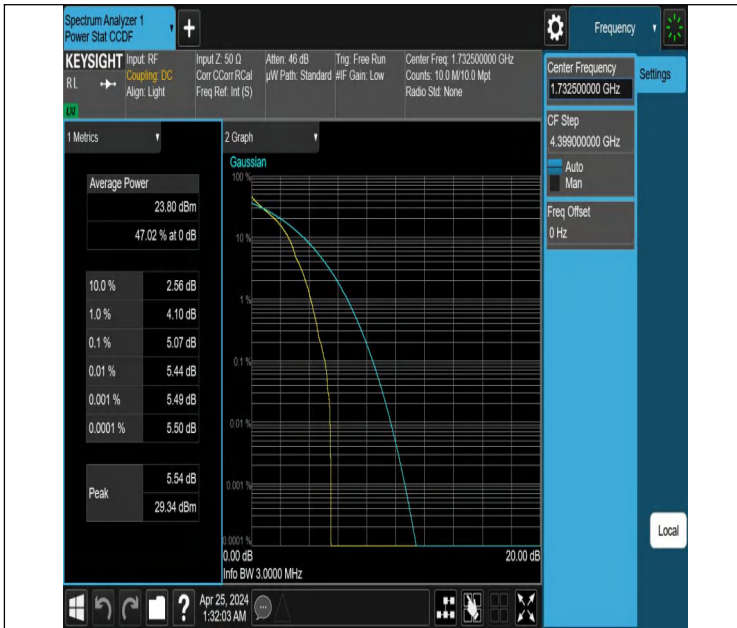 Spectrum Analyzer 1
Power Stat CCDF
+
Frequency
KEYSIGHT
RL
Input: RF
Coupling: DC
Align: Light
Input Z: 50 Ω
Corr CCorr RCal
Freq Ref: Int (S)
Atten: 46 dB
µW Path: Standard
Trig: Free Run
#IF Gain: Low
Center Freq: 1.732500000 GHz
Counts: 10.0 M/10.0 Mpt
Radio Std: None
Center Frequency
1.732500000 GHz
Settings
CF Step
4.399000000 GHz
Auto
Man
Freq Offset
0 Hz
1 Metrics
Average Power
23.80 dBm
47.02 % at 0 dB
10.0 % 2.56 dB
1.0 % 4.10 dB
0.1 % 5.07 dB
0.01 % 5.44 dB
0.001 % 5.49 dB
0.0001 % 5.50 dB
Peak
5.54 dB
29.34 dBm
2 Graph
Gaussian
100 %
10 %
1 %
0.1 %
0.01 %
0.001 %
0.0001 %
0.00 dB 20.00 dB
Info BW 3.0000 MHz
Local
?
Apr 25, 2024
1:32:03 AM